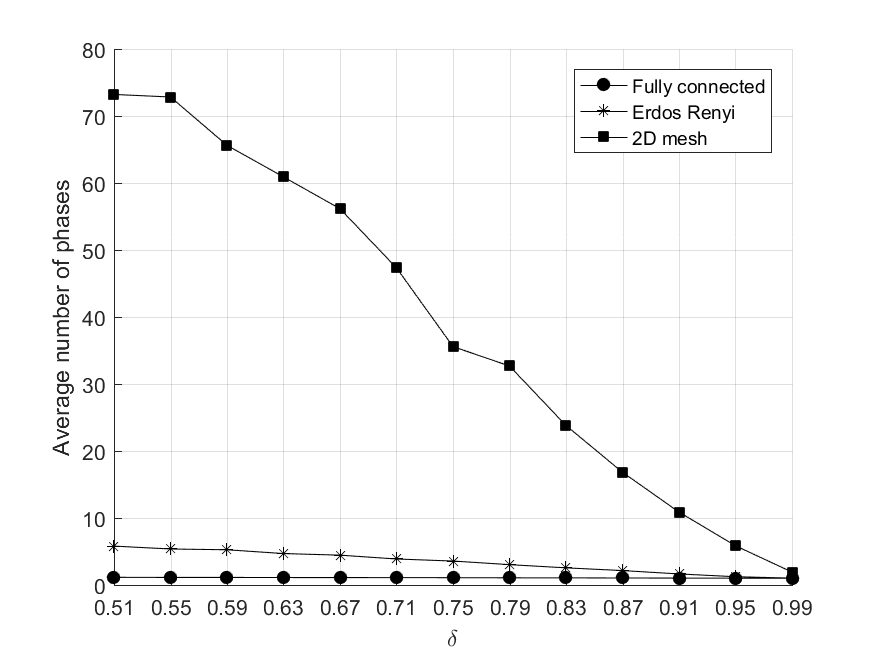 80
70
60
50
40
30
20
10
0
Average number of phases
Fully connected
Erdos Renyi
2D mesh
0.51 0.55 0.59 0.63 0.67 0.71 0.75 0.79 0.83 0.87 0.91 0.95 0.99
δ